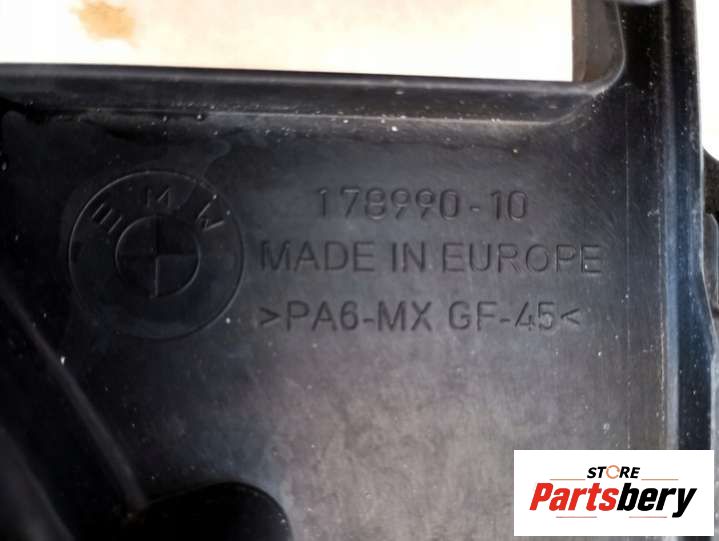 BMW
178990-10
MADE IN EUROPE
>PA6-MX GF-45<
STORE
Partsbery